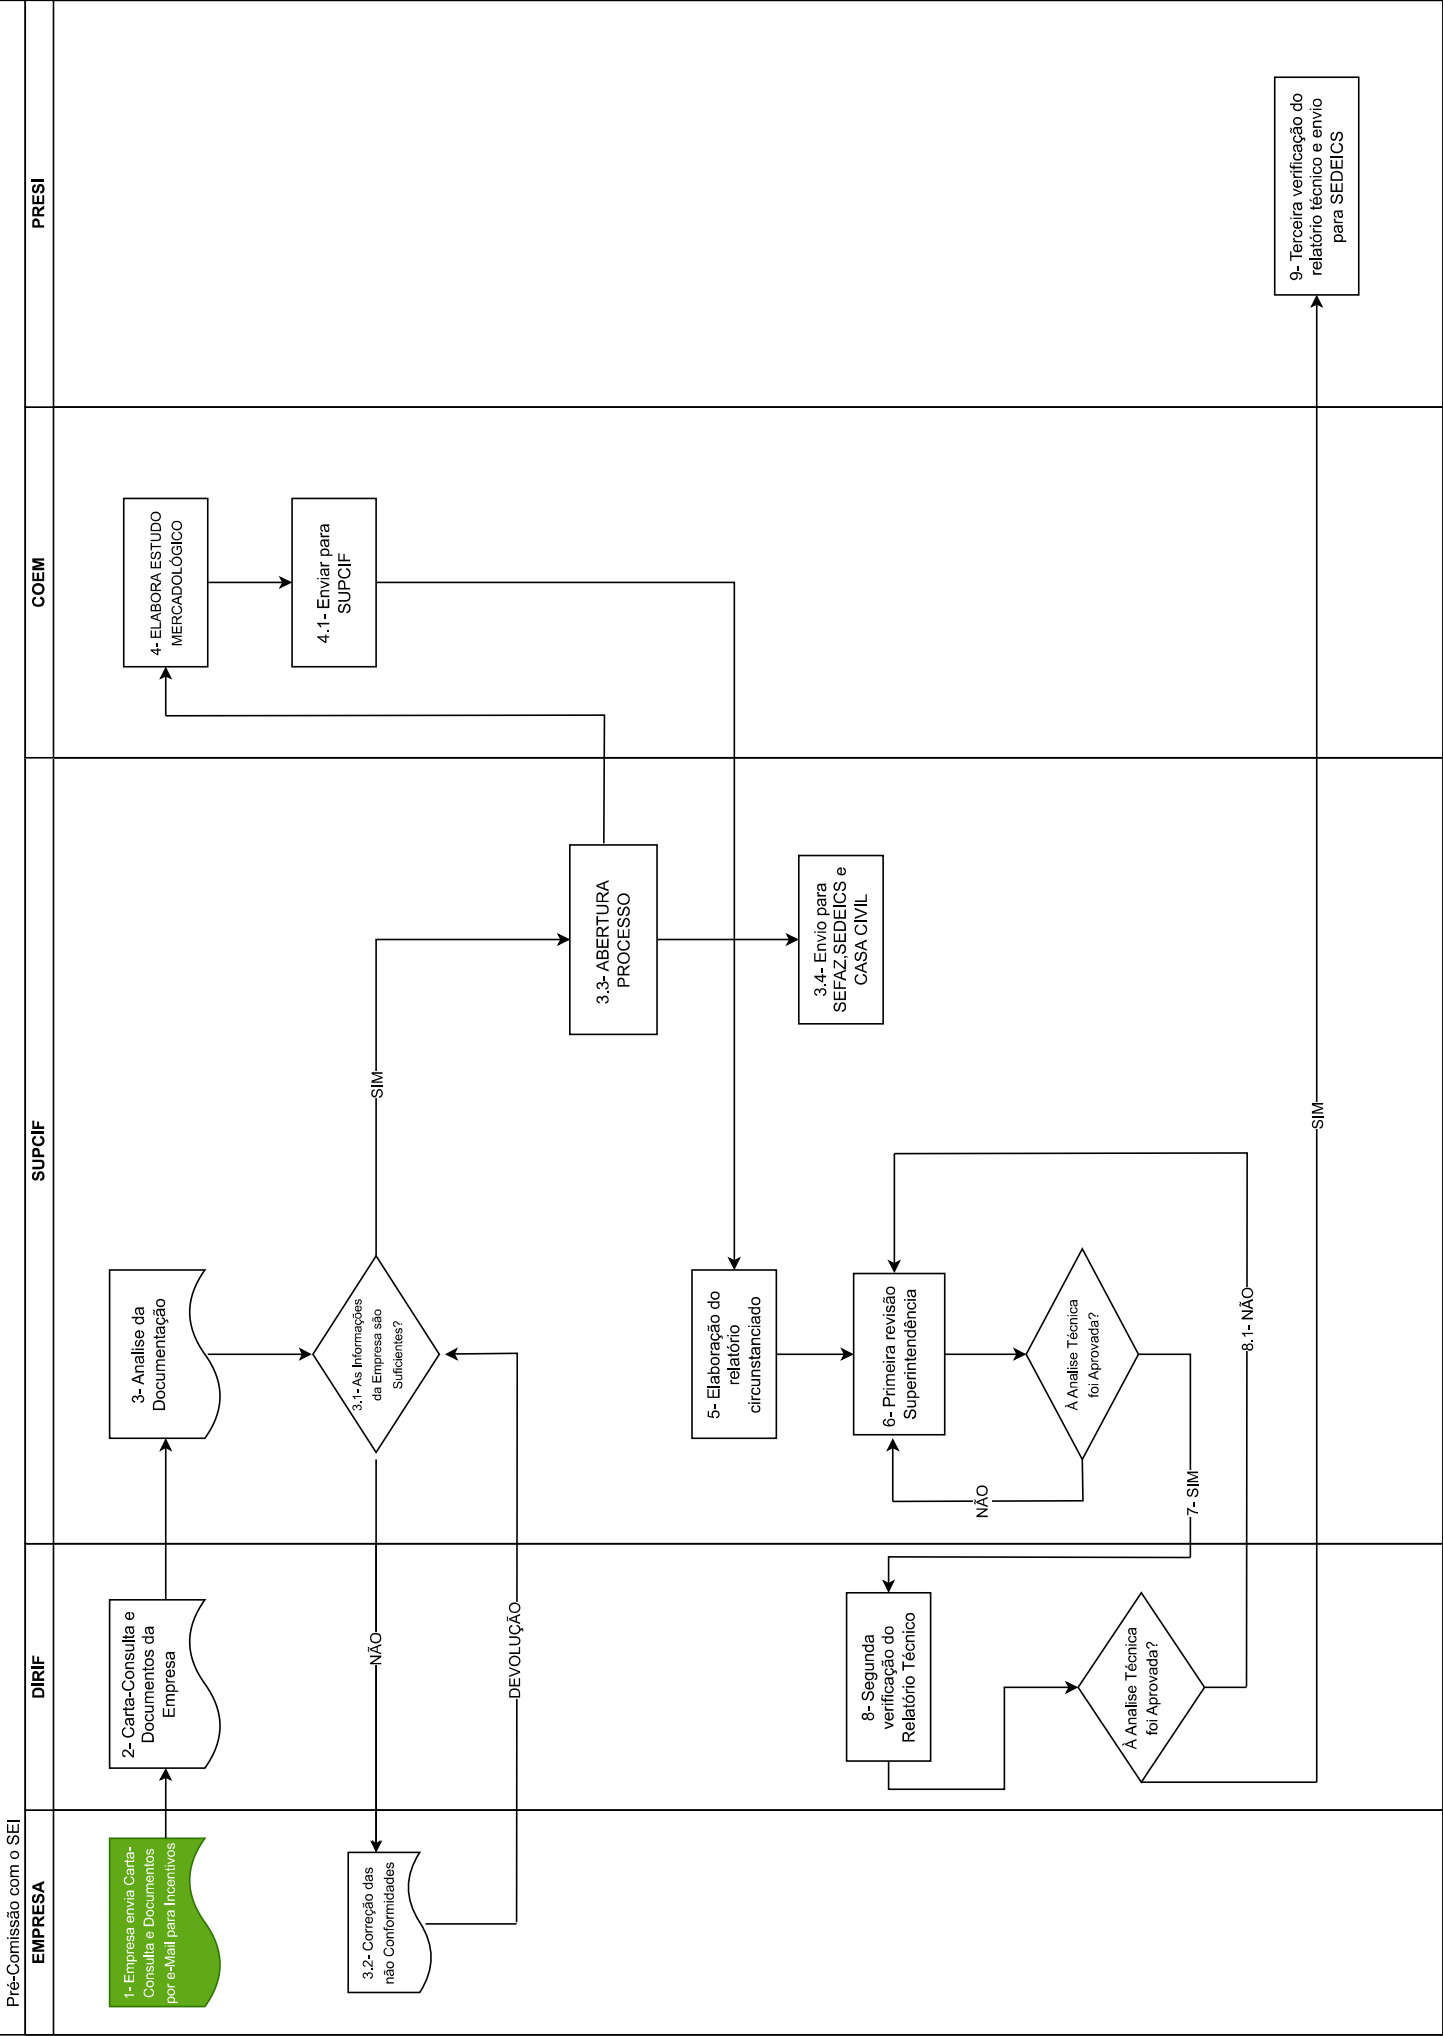 Pré-Comissão com o SEI
EMPRESA
DIRIF
SUPCIF
COEM
PRESI
1- Empresa envia Carta-
Consulta e Documentos
por e-Mail para Incentivos
2- Carta-Consulta e
Documentos da
Empresa
3- Analise da
Documentação
3.1- As Informações
da Empresa são
Suficientes?
NÃO
3.2- Correção das
não Conformidades
DEVOLUÇÃO
SIM
3.3- ABERTURA
PROCESSO
3.4- Envio para
SEFAZ,SEDEICS e
CASA CIVIL
4- ELABORA ESTUDO
MERCADOLÓGICO
4.1- Enviar para
SUPCIF
5- Elaboração do
relatório
circunstanciado
6- Primeira revisão
Superintendência
À Analise Técnica
foi Aprovada?
NÃO
7- SIM
8- Segunda
verificação do
Relatório Técnico
À Analise Técnica
foi Aprovada?
8.1- NÃO
SIM
9- Terceira verificação do
relatório técnico e envio
para SEDEICS